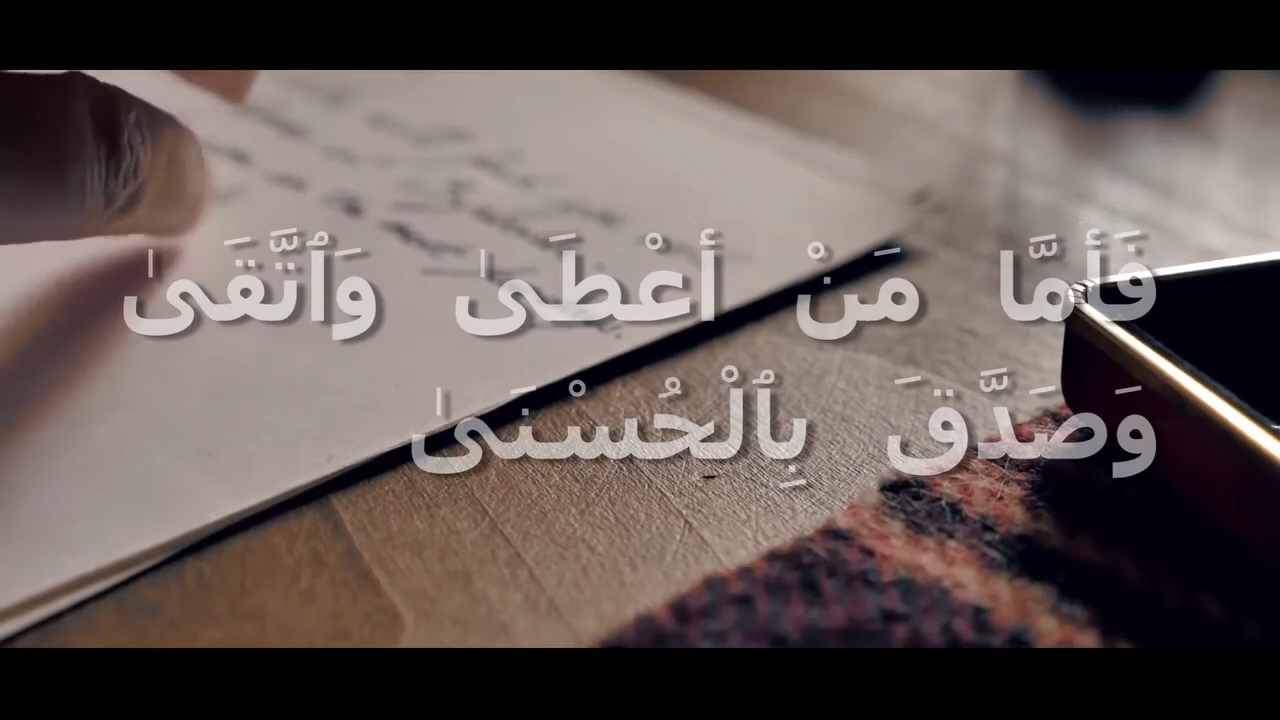 فَأَمَّا مَنْ أَعْطَىٰ وَٱتَّقَىٰ
وَصَدَّقَ بِٱلْحُسْنَىٰ